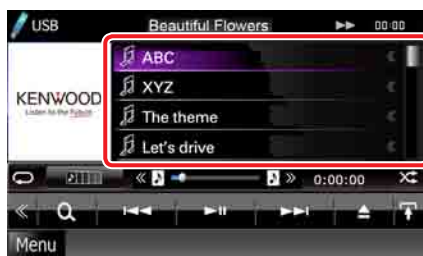 USB Beautiful Flowers 00:00
ABC
XYZ
The theme
Let's drive
KENWOOD
Listen to the Future
0:00:00
Menu